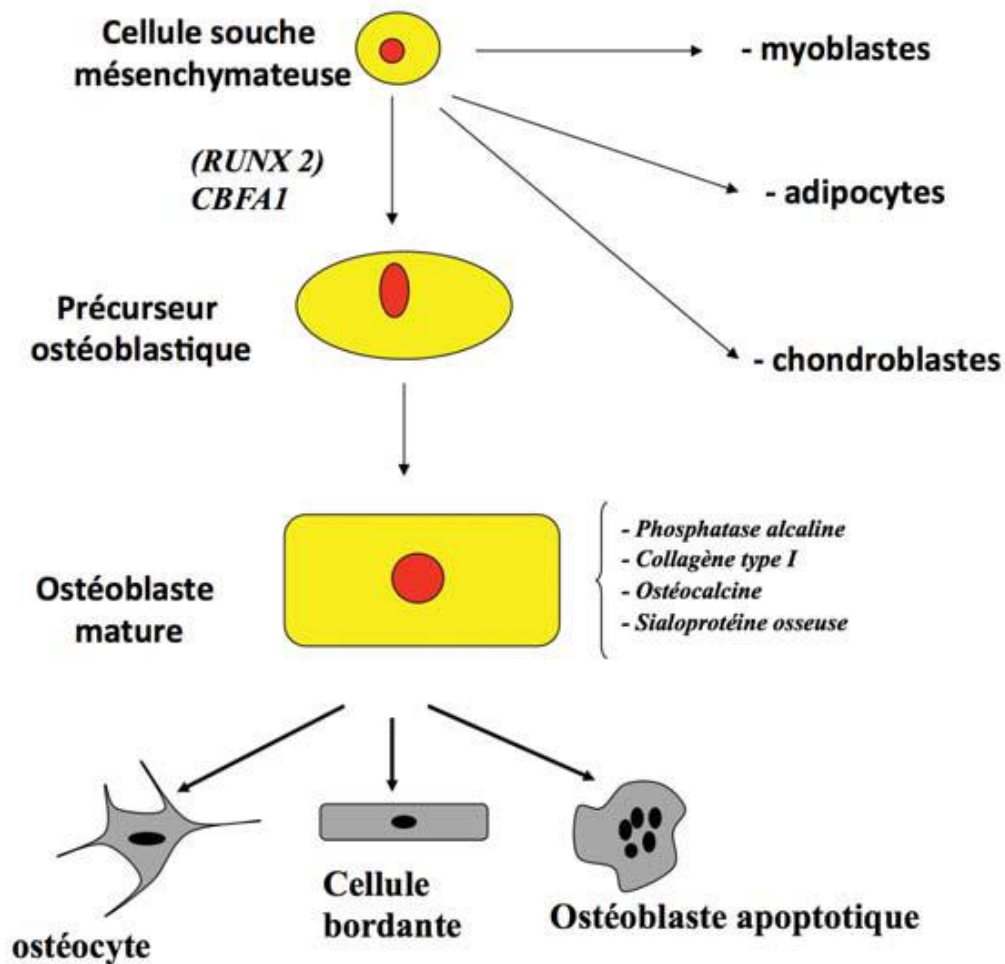 Cellule souche
mésenchymateuse
- myoblastes
(RUNX 2)
CBFA1
- adipocytes
Précurseur
ostéoblastique
- chondroblastes
Ostéoblaste
mature
- Phosphatase alcaline
- Collagène type I
- Ostéocalcine
- Sialoprotéine osseuse
ostéocyte
Cellule
bordante
Ostéoblaste apoptotique